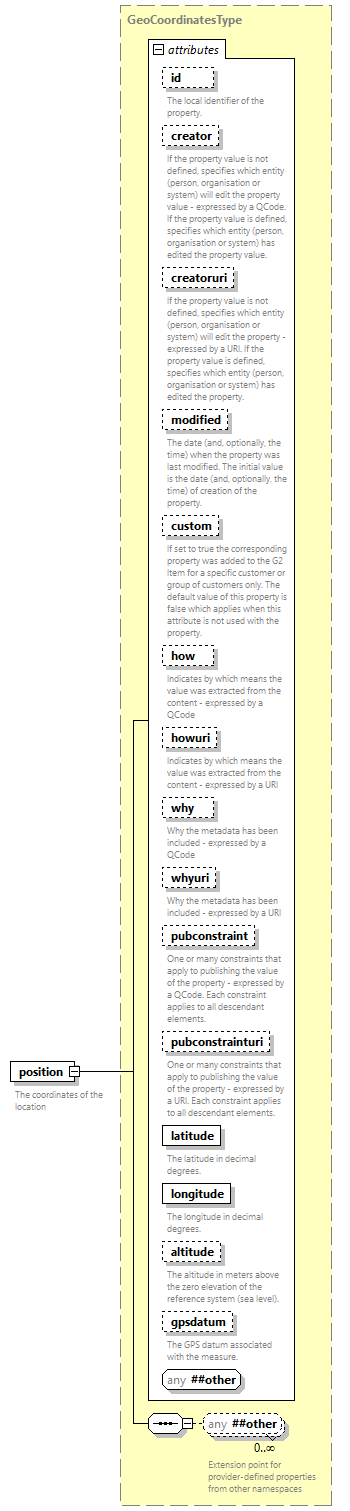 GeoCoordinatesType
attributes
id
The local identifier of the
property.
creator
If the property value is not
defined, specifies which entity
(person, organisation or
system) will edit the property
value - expressed by a QCode.
If the property value is defined,
specifies which entity (person,
organisation or system) has
edited the property value.
creatoruri
If the property value is not
defined, specifies which entity
(person, organisation or
system) will edit the property -
expressed by a URI. If the
property value is defined,
specifies which entity (person,
organisation or system) has
edited the property.
modified
The date (and, optionally, the
time) when the property was
last modified. The initial value
is the date (and, optionally, the
time) of creation of the
property.
custom
If set to true the corresponding
property was added to the G2
Item for a specific customer or
group of customers only. The
default value of this property is
false which applies when this
attribute is not used with the
property.
how
Indicates by which means the
value was extracted from the
content - expressed by a
QCode
howuri
Indicates by which means the
value was extracted from the
content - expressed by a URI
why
Why the metadata has been
included - expressed by a
QCode
whyuri
Why the metadata has been
included - expressed by a URI
pubconstraint
One or many constraints that
apply to publishing the value
of the property - expressed by
a QCode. Each constraint
applies to all descendant
elements.
pubconstrainturi
One or many constraints that
apply to publishing the value
of the property - expressed by
a URI. Each constraint applies
to all descendant elements.
position
The coordinates of the
location
latitude
The latitude in decimal
degrees.
longitude
The longitude in decimal
degrees.
altitude
The altitude in meters above
the zero elevation of the
reference system (sea level).
gpsdatum
The GPS datum associated
with the measure.
any ##other
any ##other
0..∞
Extension point for
provider-defined properties
from other namespaces